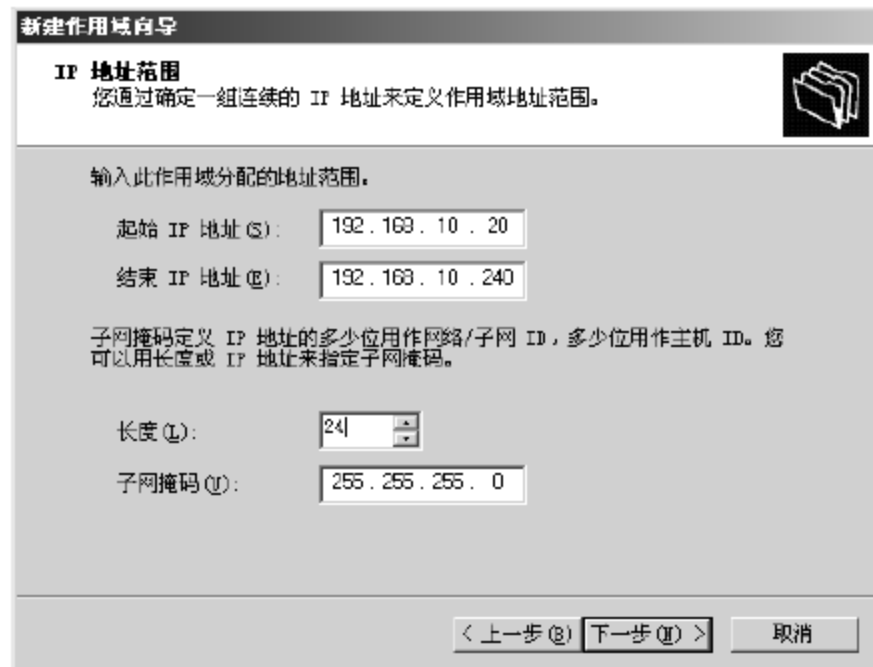 新建作用域向导
IP 地址范围
您通过确定一组连续的 IP 地址来定义作用域地址范围。
输入此作用域分配的地址范围。
起始 IP 地址(S): 192 . 168 . 10 . 20
结束 IP 地址(E): 192 . 168 . 10 . 240
子网掩码定义 IP 地址的多少位用作网络/子网 ID，多少位用作主机 ID。您
可以用长度或 IP 地址来指定子网掩码。
长度(L): 24
子网掩码(U): 255 . 255 . 255 . 0
< 上一步(B) 下一步(N) > 取消